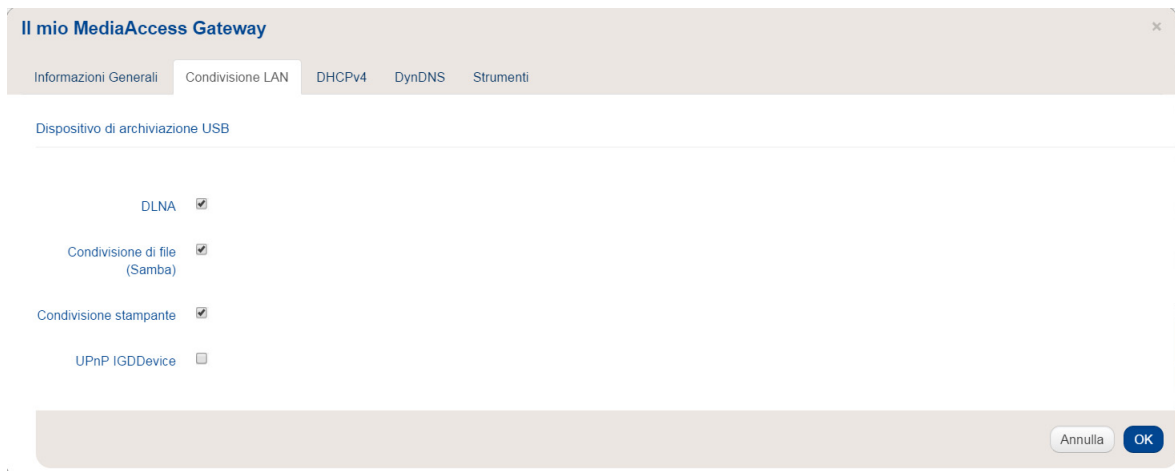 Il mio MediaAccess Gateway
×
Informazioni Generali Condivisione LAN DHCPv4 DynDNS Strumenti
Dispositivo di archiviazione USB
DLNA
Condivisione di file
(Samba)
Condivisione stampante
UPnP IGDDevice
Annulla OK